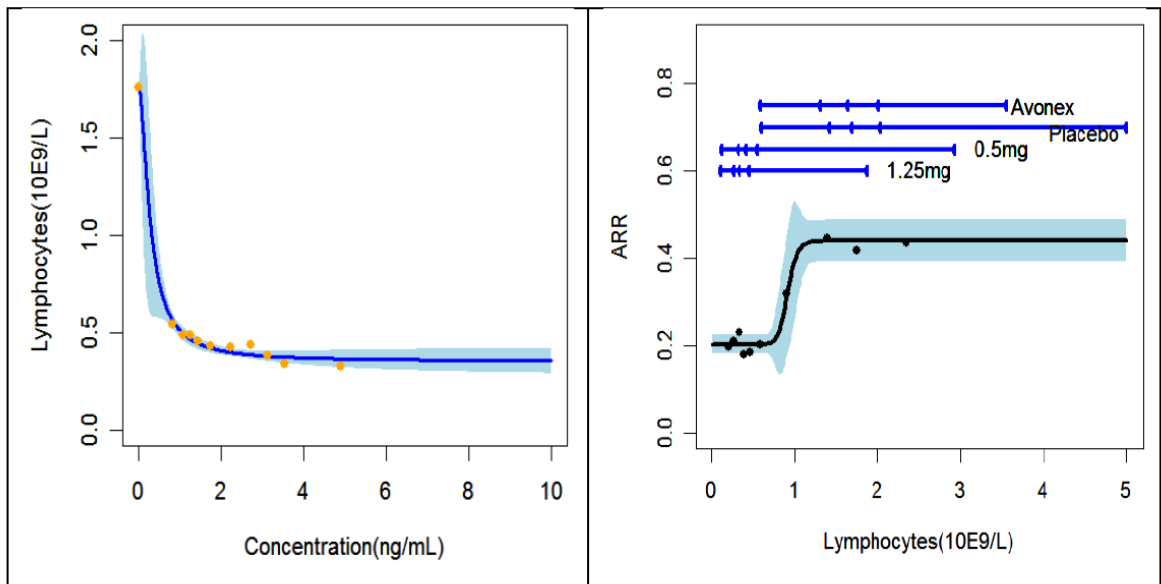 Lymphocytes(10E9/L)
2.0
1.5
1.0
0.5
0.0
0 2 4 6 8 10
Concentration(ng/mL)
ARR
0.8
0.6
0.4
0.2
0.0
Avonex
Placebo
0.5mg
1.25mg
0 1 2 3 4 5
Lymphocytes(10E9/L)